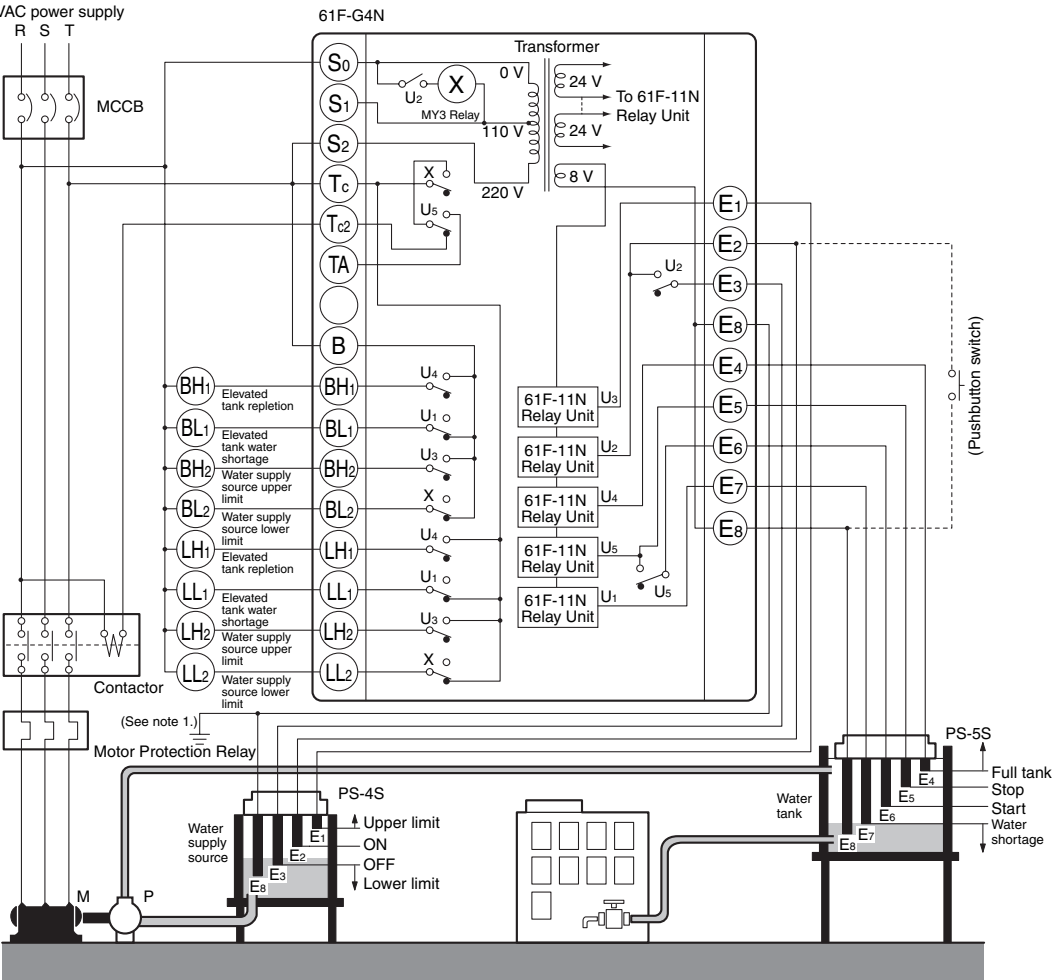 VAC power supply
61F-G4N
R S T
MCCB
S0
S1
S2
Tc
Tc2
TA
B
BH1
BL1
BH2
BL2
LH1
LL1
LH2
LL2
U2
X
MY3 Relay
Transformer
0 V
110 V
220 V
24 V
24 V
8 V
To 61F-11N
Relay Unit
X
U5
U2
U4
U1
U3
X
U4
U1
U3
X
61F-11N
Relay Unit
U3
61F-11N
Relay Unit
U2
61F-11N
Relay Unit
U4
61F-11N
Relay Unit
U5
U5
61F-11N
Relay Unit
U1
E1
E2
E3
E8
E4
E5
E6
E7
E8
(Pushbutton switch)
BH1
Elevated
tank repletion
BL1
Elevated
tank water
shortage
BH2
Water supply
source upper
limit
BL2
Water supply
source lower
limit
LH1
Elevated
tank repletion
LL1
Elevated
tank water
shortage
LH2
Water supply
source upper
limit
LL2
Water supply
source lower
limit
Contactor
(See note 1.)
Motor Protection Relay
M
P
PS-4S
Water
supply
source
E1
E2
E3
E8
Upper limit
ON
OFF
Lower limit
PS-5S
Water
tank
E4
E5
E6
E7
E8
Full tank
Stop
Start
Water
shortage